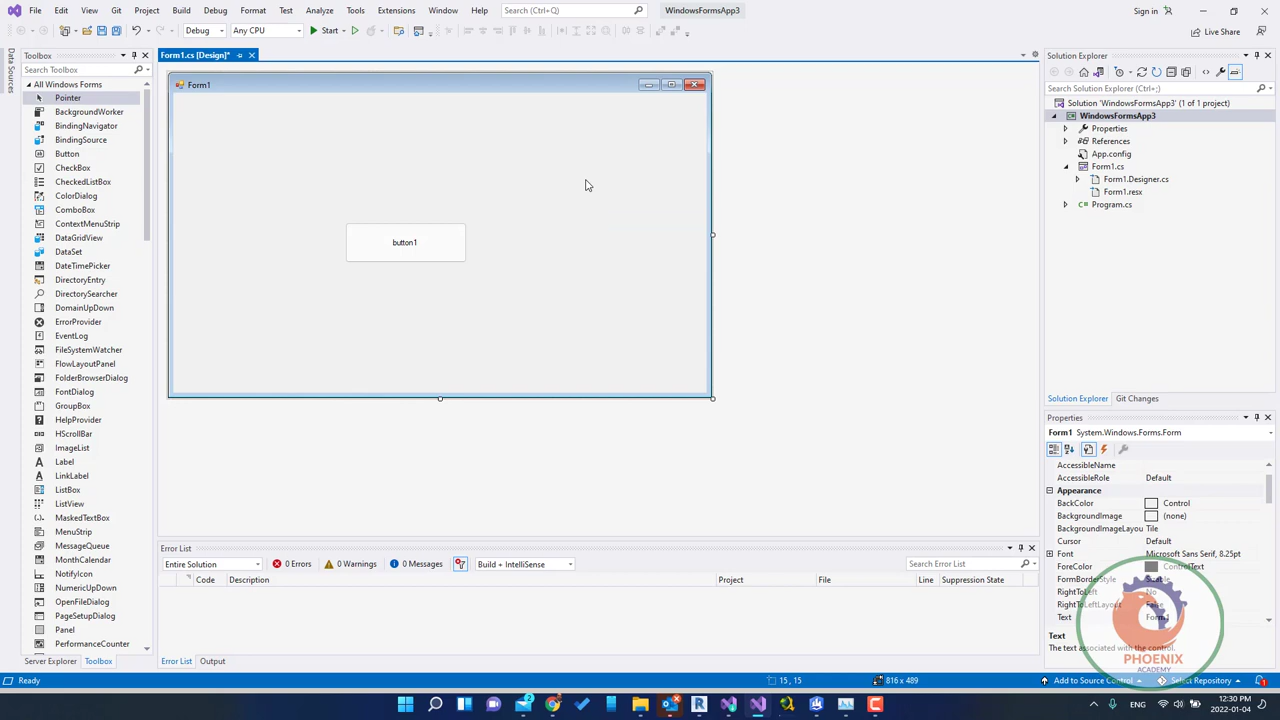 File Edit View Git Project Build Debug Format Test Analyze Tools Extensions Window Help Search (Ctrl+Q) WindowsFormsApp3 Sign in
Debug Any CPU Start Live Share
Data Sources
Toolbox
Search Toolbox
All Windows Forms
Pointer
BackgroundWorker
BindingNavigator
BindingSource
Button
CheckBox
CheckedListBox
ColorDialog
ComboBox
ContextMenuStrip
DataGridView
DataSet
DateTimePicker
DirectoryEntry
DirectorySearcher
DomainUpDown
ErrorProvider
EventLog
FileSystemWatcher
FlowLayoutPanel
FolderBrowserDialog
FontDialog
GroupBox
HelpProvider
HScrollBar
ImageList
Label
LinkLabel
ListBox
ListView
MaskedTextBox
MenuStrip
MessageQueue
MonthCalendar
NotifyIcon
NumericUpDown
OpenFileDialog
PageSetupDialog
Panel
PerformanceCounter
Server Explorer Toolbox
Form1.cs [Design]*
Form1
button1
Error List
Entire Solution 0 Errors 0 Warnings 0 Messages Build + IntelliSense Search Error List
Code Description Project File Line Suppression State
Error List Output
Solution Explorer
Search Solution Explorer (Ctrl+;)
Solution 'WindowsFormsApp3' (1 of 1 project)
WindowsFormsApp3
Properties
References
App.config
Form1.cs
Form1.Designer.cs
Form1.resx
Program.cs
Solution Explorer Git Changes
Properties
Form1 System.Windows.Forms.Form
AccessibleName
AccessibleRole Default
Appearance
BackColor Control
BackgroundImage (none)
BackgroundImageLayou Tile
Cursor Default
Font Microsoft Sans Serif, 8.25pt
ForeColor ControlText
FormBorderStyle
RightToLeft No
RightToLeftLayout False
Text Form1
Text
The text associated with the control.
PHOENIX
ACADEMY
Ready 15, 15 816 x 489 Add to Source Control Select Repository
12:30 PM
2022-01-04